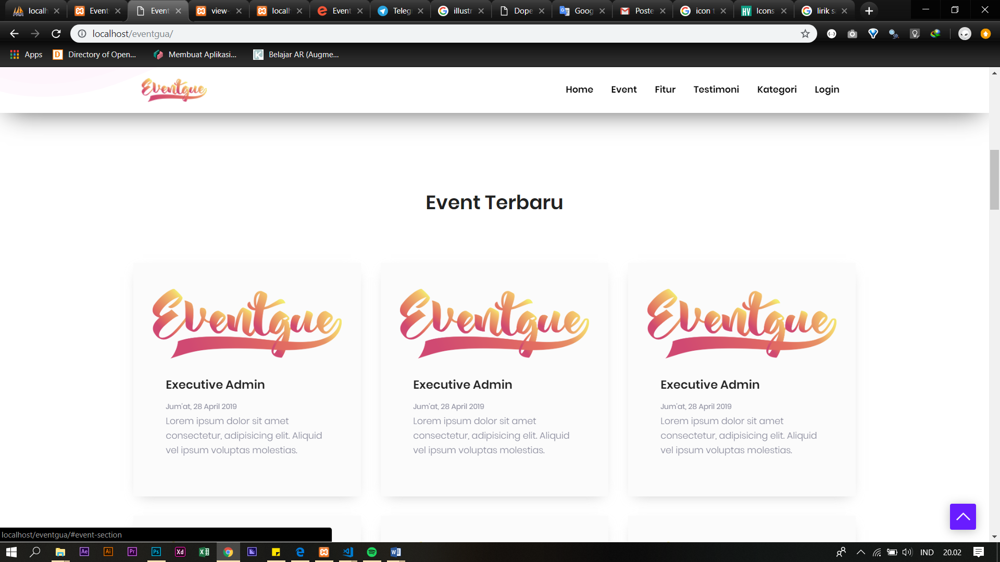 localh
Event
Event
view-
localh
Event
Telegr
illustr
Dope
Goog
Poste
icon t
Icons
lirik s
localhost/eventgua/
Apps
Directory of Open...
Membuat Aplikasi...
Belajar AR (Augme...
Eventgue
Home
Event
Fitur
Testimoni
Kategori
Login
Event Terbaru
Eventgue
Executive Admin
Jum'at, 28 April 2019
Lorem ipsum dolor sit amet
consectetur, adipisicing elit. Aliquid
vel ipsum voluptas molestias.
Eventgue
Executive Admin
Jum'at, 28 April 2019
Lorem ipsum dolor sit amet
consectetur, adipisicing elit. Aliquid
vel ipsum voluptas molestias.
Eventgue
Executive Admin
Jum'at, 28 April 2019
Lorem ipsum dolor sit amet
consectetur, adipisicing elit. Aliquid
vel ipsum voluptas molestias.
localhost/eventgua/#event-section
IND
20.02